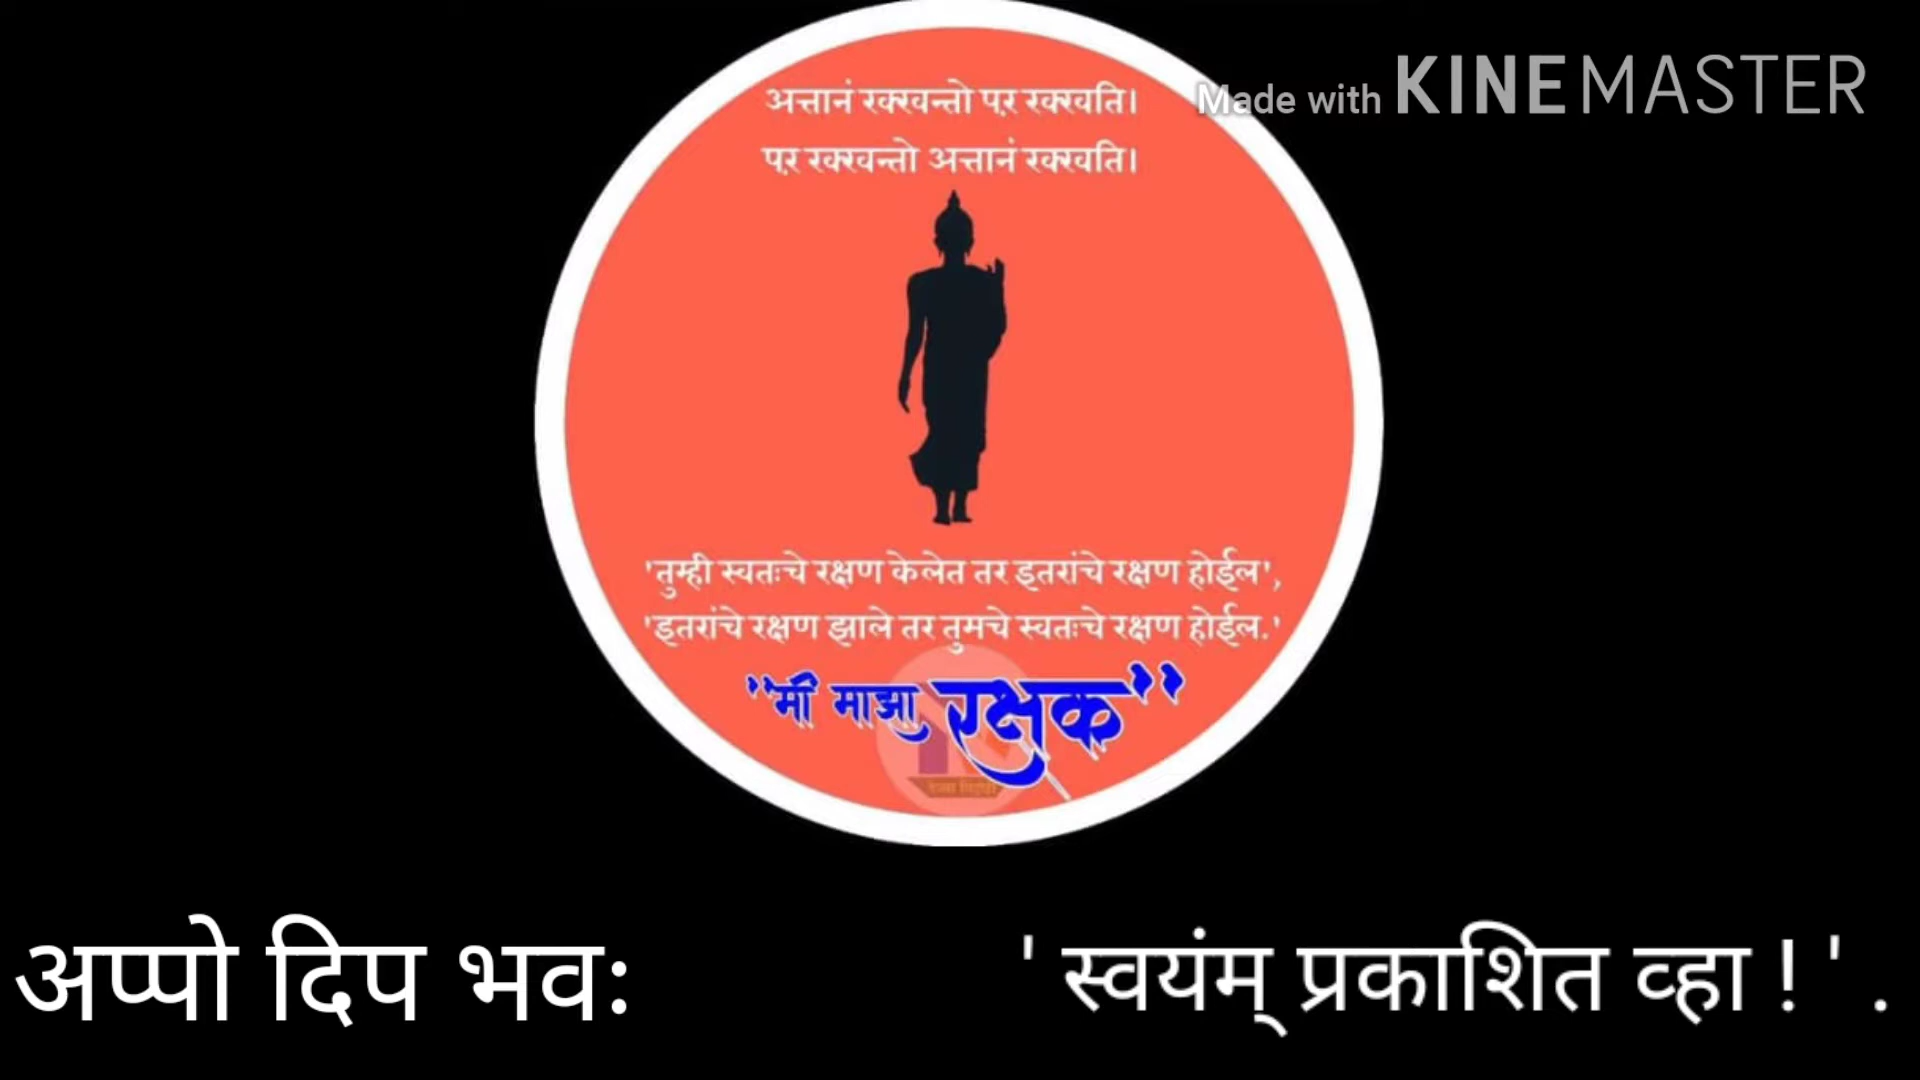 अत्तानं रक्खन्तो पर रक्खति।
Made with KINEMASTER
पर रक्खन्तो अत्तानं रक्खति।
'तुम्ही स्वतःचे रक्षण केलेत तर इतरांचे रक्षण होईल',
'इतरांचे रक्षण झाले तर तुमचे स्वतःचे रक्षण होईल.'
"मी माझा रक्षक"
अप्पो दिप भवः
' स्वयंम् प्रकाशित व्हा ! ' .